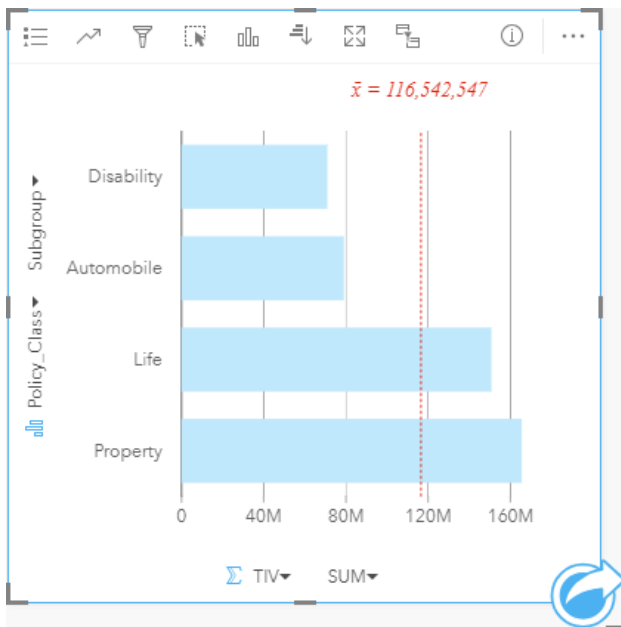 x̄ = 116,542,547
Subgroup
Policy_Class
Disability
Automobile
Life
Property
0 40M 80M 120M 160M
Σ TIV SUM